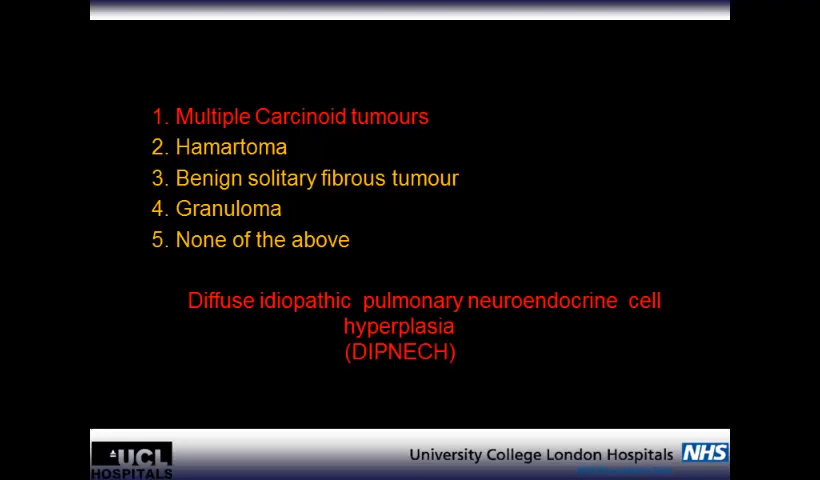 1. Multiple Carcinoid tumours
2. Hamartoma
3. Benign solitary fibrous tumour
4. Granuloma
5. None of the above
Diffuse idiopathic pulmonary neuroendocrine cell
hyperplasia
(DIPNECH)
UCL
HOSPITALS
University College London Hospitals NHS